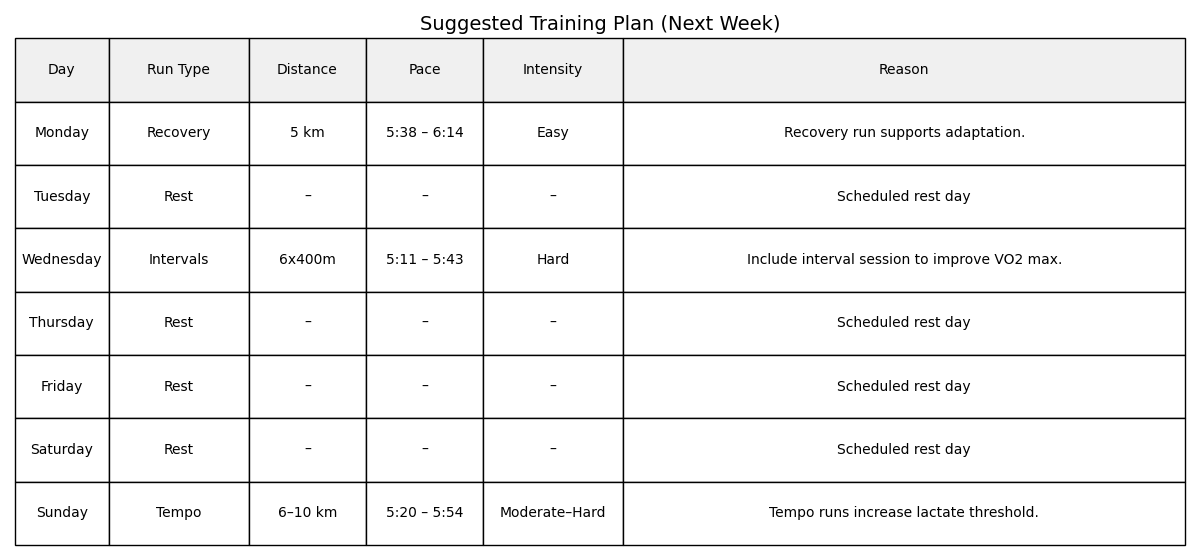 Suggested Training Plan (Next Week)
Day Run Type Distance Pace Intensity Reason
Monday Recovery 5 km 5:38 – 6:14 Easy Recovery run supports adaptation.
Tuesday Rest – – – Scheduled rest day
Wednesday Intervals 6x400m 5:11 – 5:43 Hard Include interval session to improve VO2 max.
Thursday Rest – – – Scheduled rest day
Friday Rest – – – Scheduled rest day
Saturday Rest – – – Scheduled rest day
Sunday Tempo 6–10 km 5:20 – 5:54 Moderate–Hard Tempo runs increase lactate threshold.